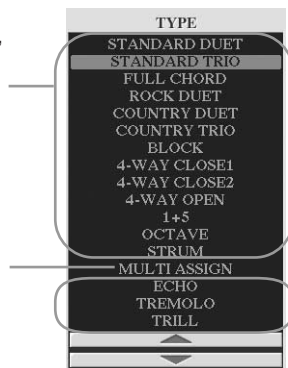 TYPE
STANDARD DUET
STANDARD TRIO
FULL CHORD
ROCK DUET
COUNTRY DUET
COUNTRY TRIO
BLOCK
4-WAY CLOSE1
4-WAY CLOSE2
4-WAY OPEN
1+5
OCTAVE
STRUM
MULTI ASSIGN
ECHO
TREMOLO
TRILL